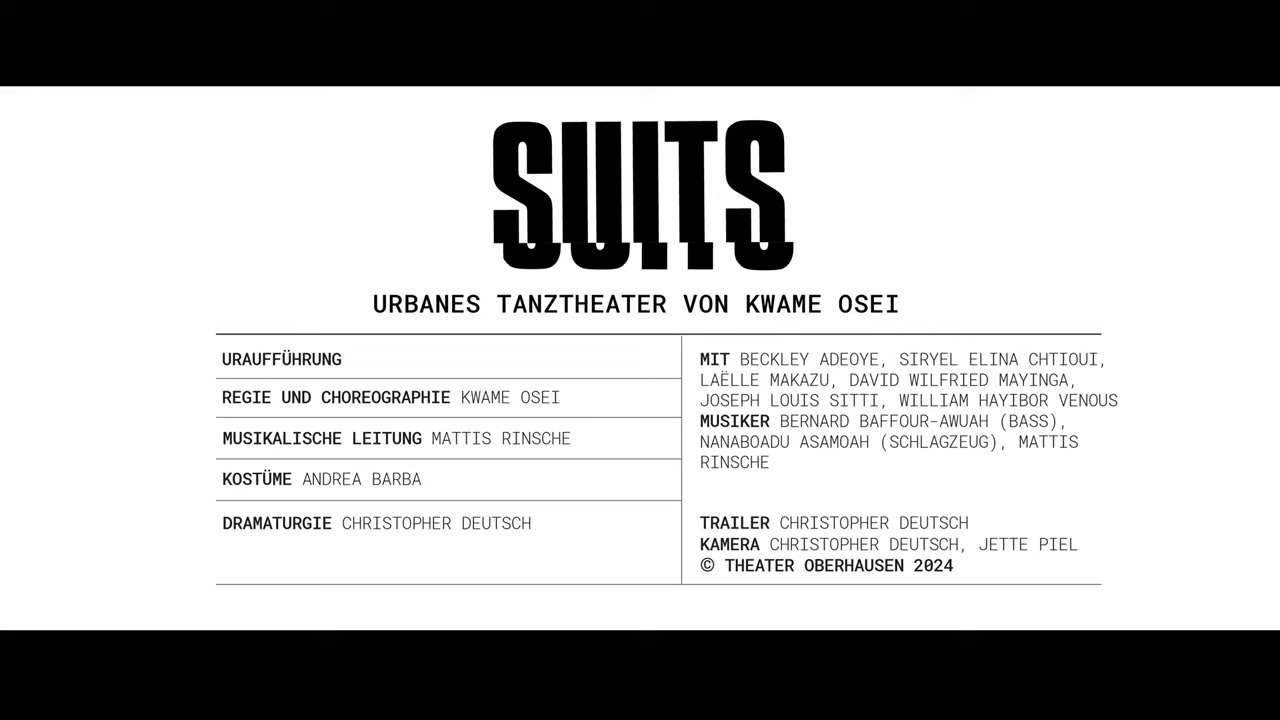 SUITS
URBANES TANZTHEATER VON KWAME OSEI
URAUFFÜHRUNG
REGIE UND CHOREOGRAPHIE KWAME OSEI
MUSIKALISCHE LEITUNG MATTIS RINSCHE
KOSTÜME ANDREA BARBA
DRAMATURGIE CHRISTOPHER DEUTSCH
MIT BECKLEY ADEOYE, SIRYEL ELINA CHTIOUI,
LAËLLE MAKAZU, DAVID WILFRIED MAYINGA,
JOSEPH LOUIS SITTI, WILLIAM HAYIBOR VENOUS
MUSIKER BERNARD BAFFOUR-AWUAH (BASS),
NANABOADU ASAMOAH (SCHLAGZEUG), MATTIS
RINSCHE
TRAILER CHRISTOPHER DEUTSCH
KAMERA CHRISTOPHER DEUTSCH, JETTE PIEL
© THEATER OBERHAUSEN 2024